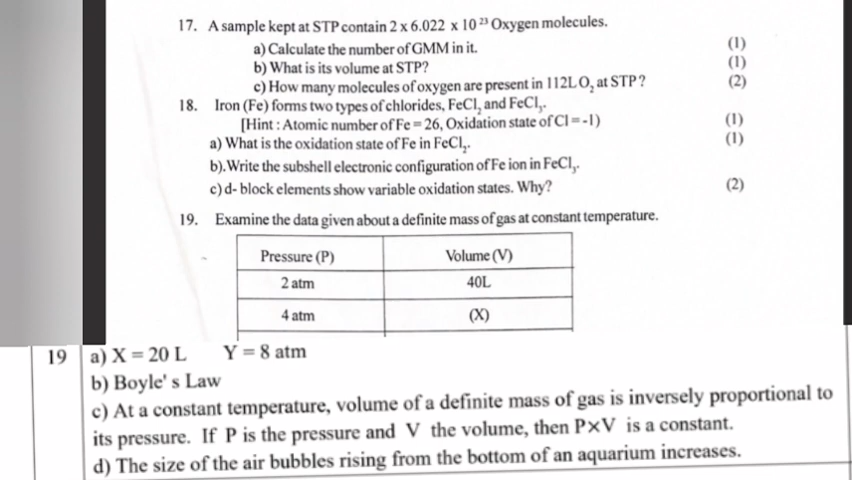 17. A sample kept at STP contain 2 x 6.022 x 10²³ Oxygen molecules.
a) Calculate the number of GMM in it. (1)
b) What is its volume at STP? (1)
c) How many molecules of oxygen are present in 112L O₂ at STP? (2)
18. Iron (Fe) forms two types of chlorides, FeCl₂ and FeCl₃.
[Hint : Atomic number of Fe = 26, Oxidation state of Cl = -1) (1)
a) What is the oxidation state of Fe in FeCl₂. (1)
b).Write the subshell electronic configuration of Fe ion in FeCl₃.
c) d- block elements show variable oxidation states. Why? (2)
19. Examine the data given about a definite mass of gas at constant temperature.
Pressure (P) Volume (V)
2 atm 40L
4 atm (X)
19 a) X = 20 L Y = 8 atm
b) Boyle' s Law
c) At a constant temperature, volume of a definite mass of gas is inversely proportional to
its pressure. If P is the pressure and V the volume, then P×V is a constant.
d) The size of the air bubbles rising from the bottom of an aquarium increases.